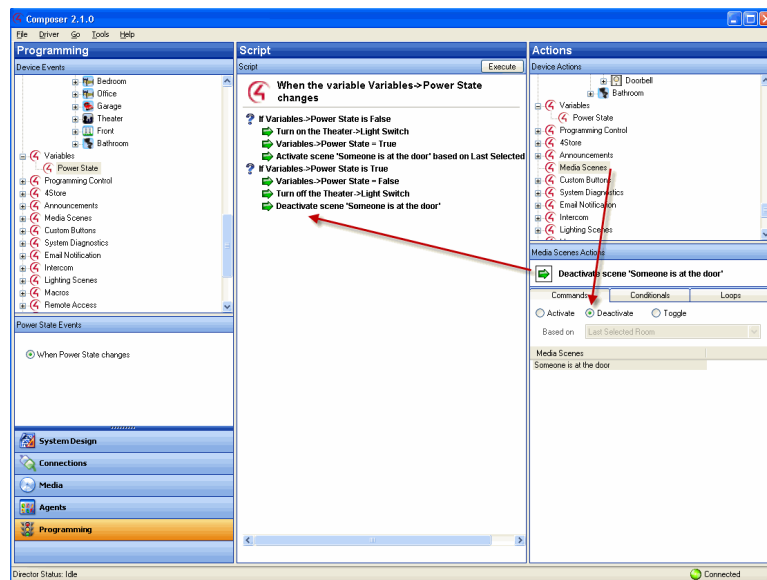 Composer 2.1.0
File Driver Go Tools Help
Programming
Device Events
Bedroom
Office
Garage
Theater
Front
Bathroom
Variables
Power State
Programming Control
4Store
Announcements
Media Scenes
Custom Buttons
System Diagnostics
Email Notification
Intercom
Lighting Scenes
Macros
Remote Access
Power State Events
When Power State changes
System Design
Connections
Media
Agents
Programming
Script
Script Execute
When the variable Variables->Power State
changes
If Variables->Power State is False
Turn on the Theater->Light Switch
Variables->Power State = True
Activate scene 'Someone is at the door' based on Last Selected
If Variables->Power State is True
Variables->Power State = False
Turn off the Theater->Light Switch
Deactivate scene 'Someone is at the door'
Actions
Device Actions
Doorbell
Bathroom
Variables
Power State
Programming Control
4Store
Announcements
Media Scenes
Custom Buttons
System Diagnostics
Email Notification
Intercom
Lighting Scenes
Media Scenes Actions
Deactivate scene 'Someone is at the door'
Commands Conditionals Loops
Activate Deactivate Toggle
Based on Last Selected Room
Media Scenes
Someone is at the door
Director Status: Idle
Connected